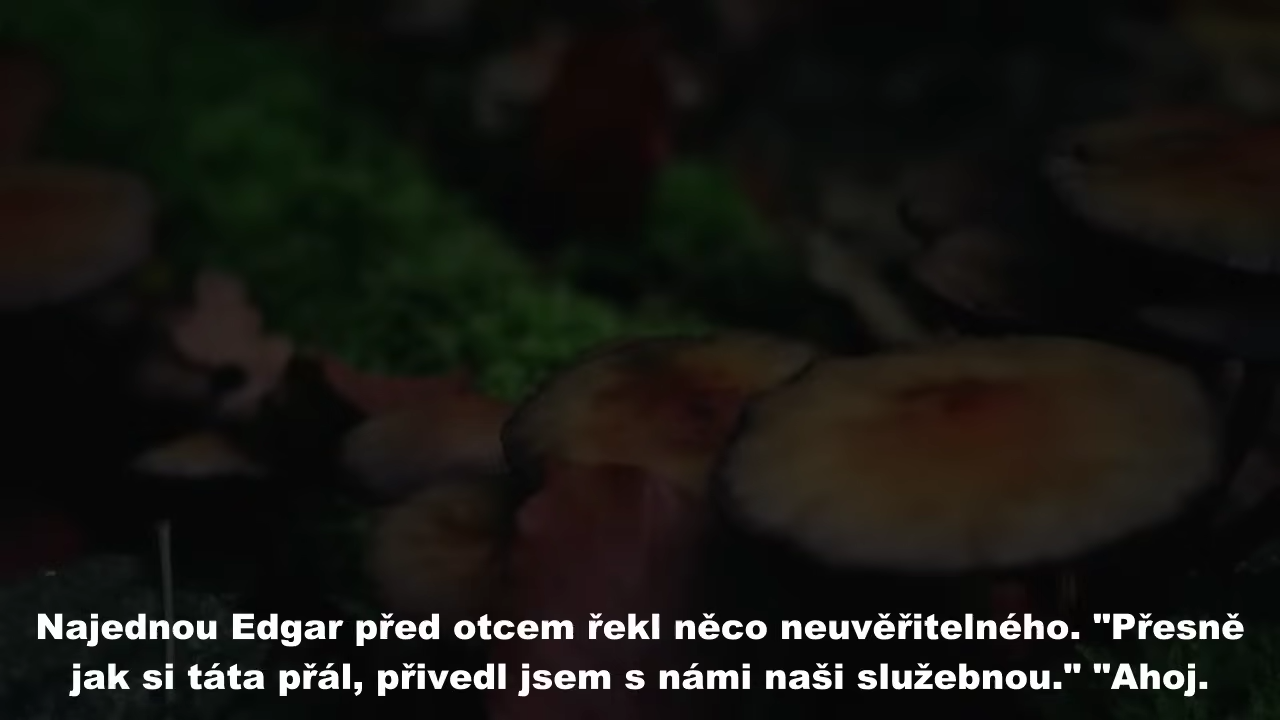 Najednou Edgar před otcem řekl něco neuvěřitelného. "Přesně
jak si táta přál, přivedl jsem s námi naši služebnou." "Ahoj.